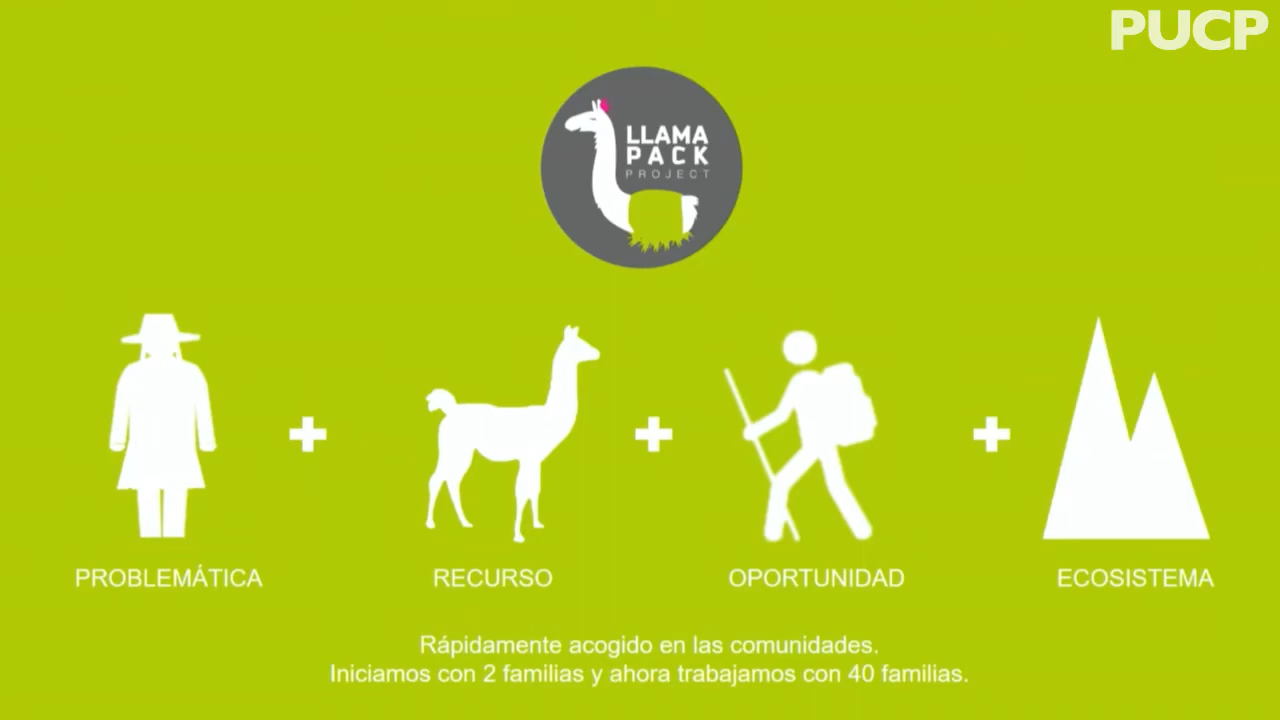 PUCP
LLAMA
PACK
PROJECT
PROBLEMÁTICA
RECURSO
OPORTUNIDAD
ECOSISTEMA
Rápidamente acogido en las comunidades.
Iniciamos con 2 familias y ahora trabajamos con 40 familias.